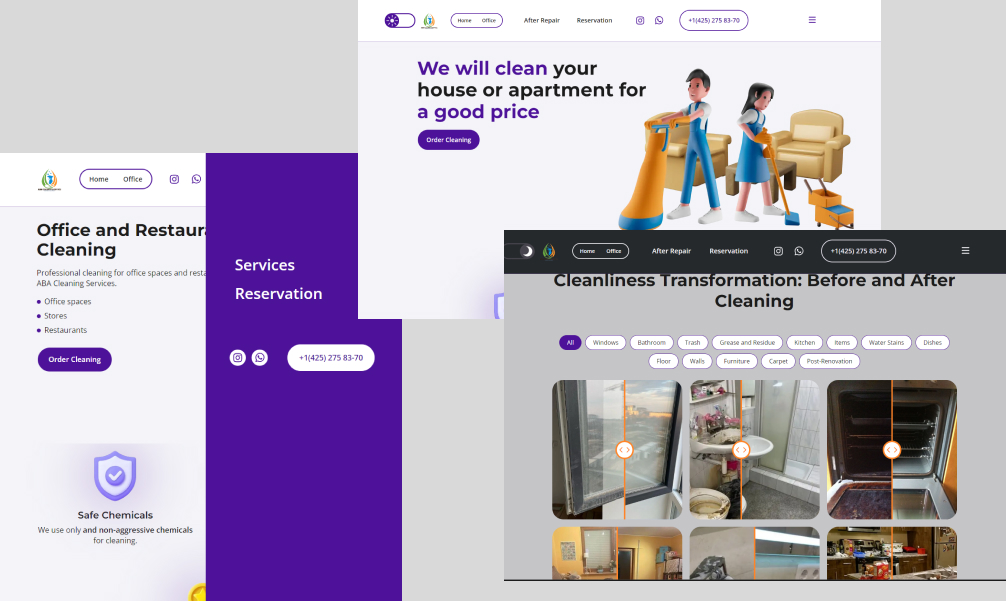 Home
Office
After Repair
Reservation
+1(425) 275 83-70
We will clean your
house or apartment for
a good price
Order Cleaning
Home
Office
Office and Restaura
Cleaning
Professional cleaning for office spaces and resta
ABA Cleaning Services.
Office spaces
Stores
Restaurants
Order Cleaning
Safe Chemicals
We use only and non-aggressive chemicals
for cleaning.
Services
Reservation
+1(425) 275 83-70
Home
Office
After Repair
Reservation
+1(425) 275 83-70
Cleanliness Transformation: Before and After
Cleaning
All
Windows
Bathroom
Trash
Grease and Residue
Kitchen
Items
Water Stains
Dishes
Floor
Walls
Furniture
Carpet
Post-Renovation